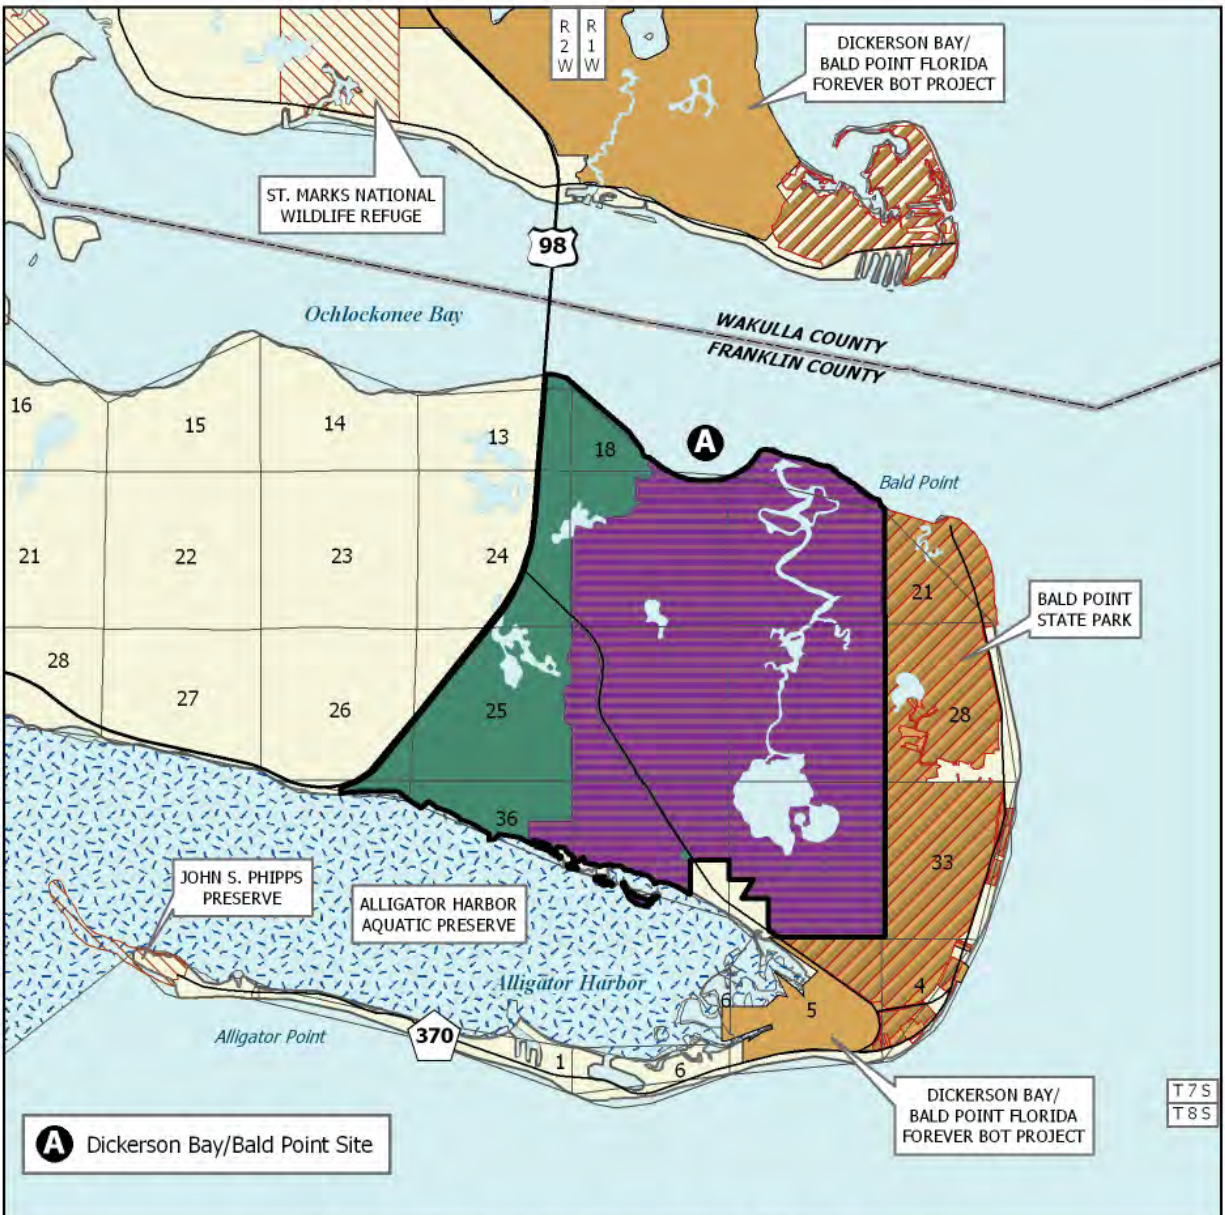 R R
2 1
W W
DICKERSON BAY/
BALD POINT FLORIDA
FOREVER BOT PROJECT
ST. MARKS NATIONAL
WILDLIFE REFUGE
98
Ochlockonee Bay
WAKULLA COUNTY
FRANKLIN COUNTY
16
15
14
13
18
A
Bald Point
21
22
23
24
21
BALD POINT
STATE PARK
28
27
26
25
28
36
33
JOHN S. PHIPPS
PRESERVE
ALLIGATOR HARBOR
AQUATIC PRESERVE
Alligator Harbor
6
5
4
Alligator Point
370
1
6
DICKERSON BAY/
BALD POINT FLORIDA
FOREVER BOT PROJECT
T 7 S
T 8 S
A Dickerson Bay/Bald Point Site